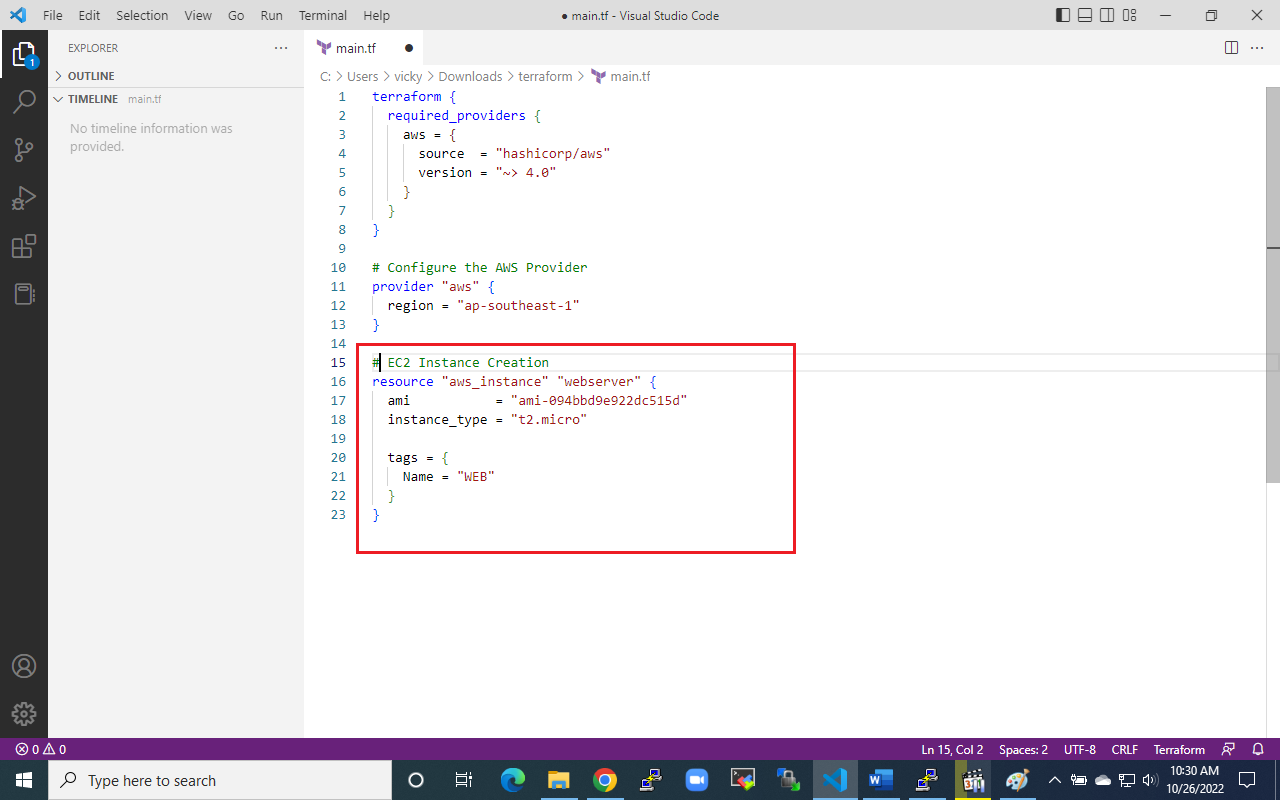 File Edit Selection View Go Run Terminal Help ● main.tf - Visual Studio Code
EXPLORER ···
OUTLINE
TIMELINE main.tf
No timeline information was
provided.
1
main.tf ●
C: > Users > vicky > Downloads > terraform > main.tf
1 terraform {
2   required_providers {
3     aws = {
4       source  = "hashicorp/aws"
5       version = "~> 4.0"
6     }
7   }
8 }
9
10 # Configure the AWS Provider
11 provider "aws" {
12   region = "ap-southeast-1"
13 }
14
15 # EC2 Instance Creation
16 resource "aws_instance" "webserver" {
17   ami           = "ami-094bbd9e922dc515d"
18   instance_type = "t2.micro"
19
20   tags = {
21     Name = "WEB"
22   }
23 }
0 0 Ln 15, Col 2 Spaces: 2 UTF-8 CRLF Terraform
Type here to search
10:30 AM
10/26/2022